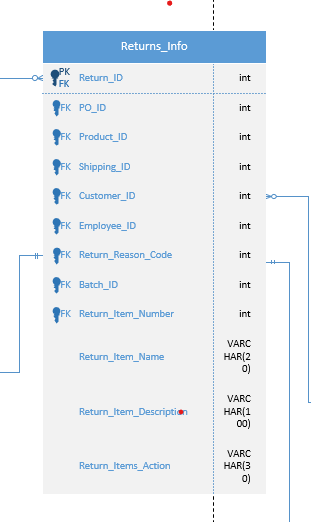 Returns_Info
PK
FK Return_ID int
FK PO_ID int
FK Product_ID int
FK Shipping_ID int
FK Customer_ID int
FK Employee_ID int
FK Return_Reason_Code int
FK Batch_ID int
FK Return_Item_Number int
Return_Item_Name VARC
HAR(2
0)
Return_Item_Description VARC
HAR(1
00)
Return_Items_Action VARC
HAR(3
0)